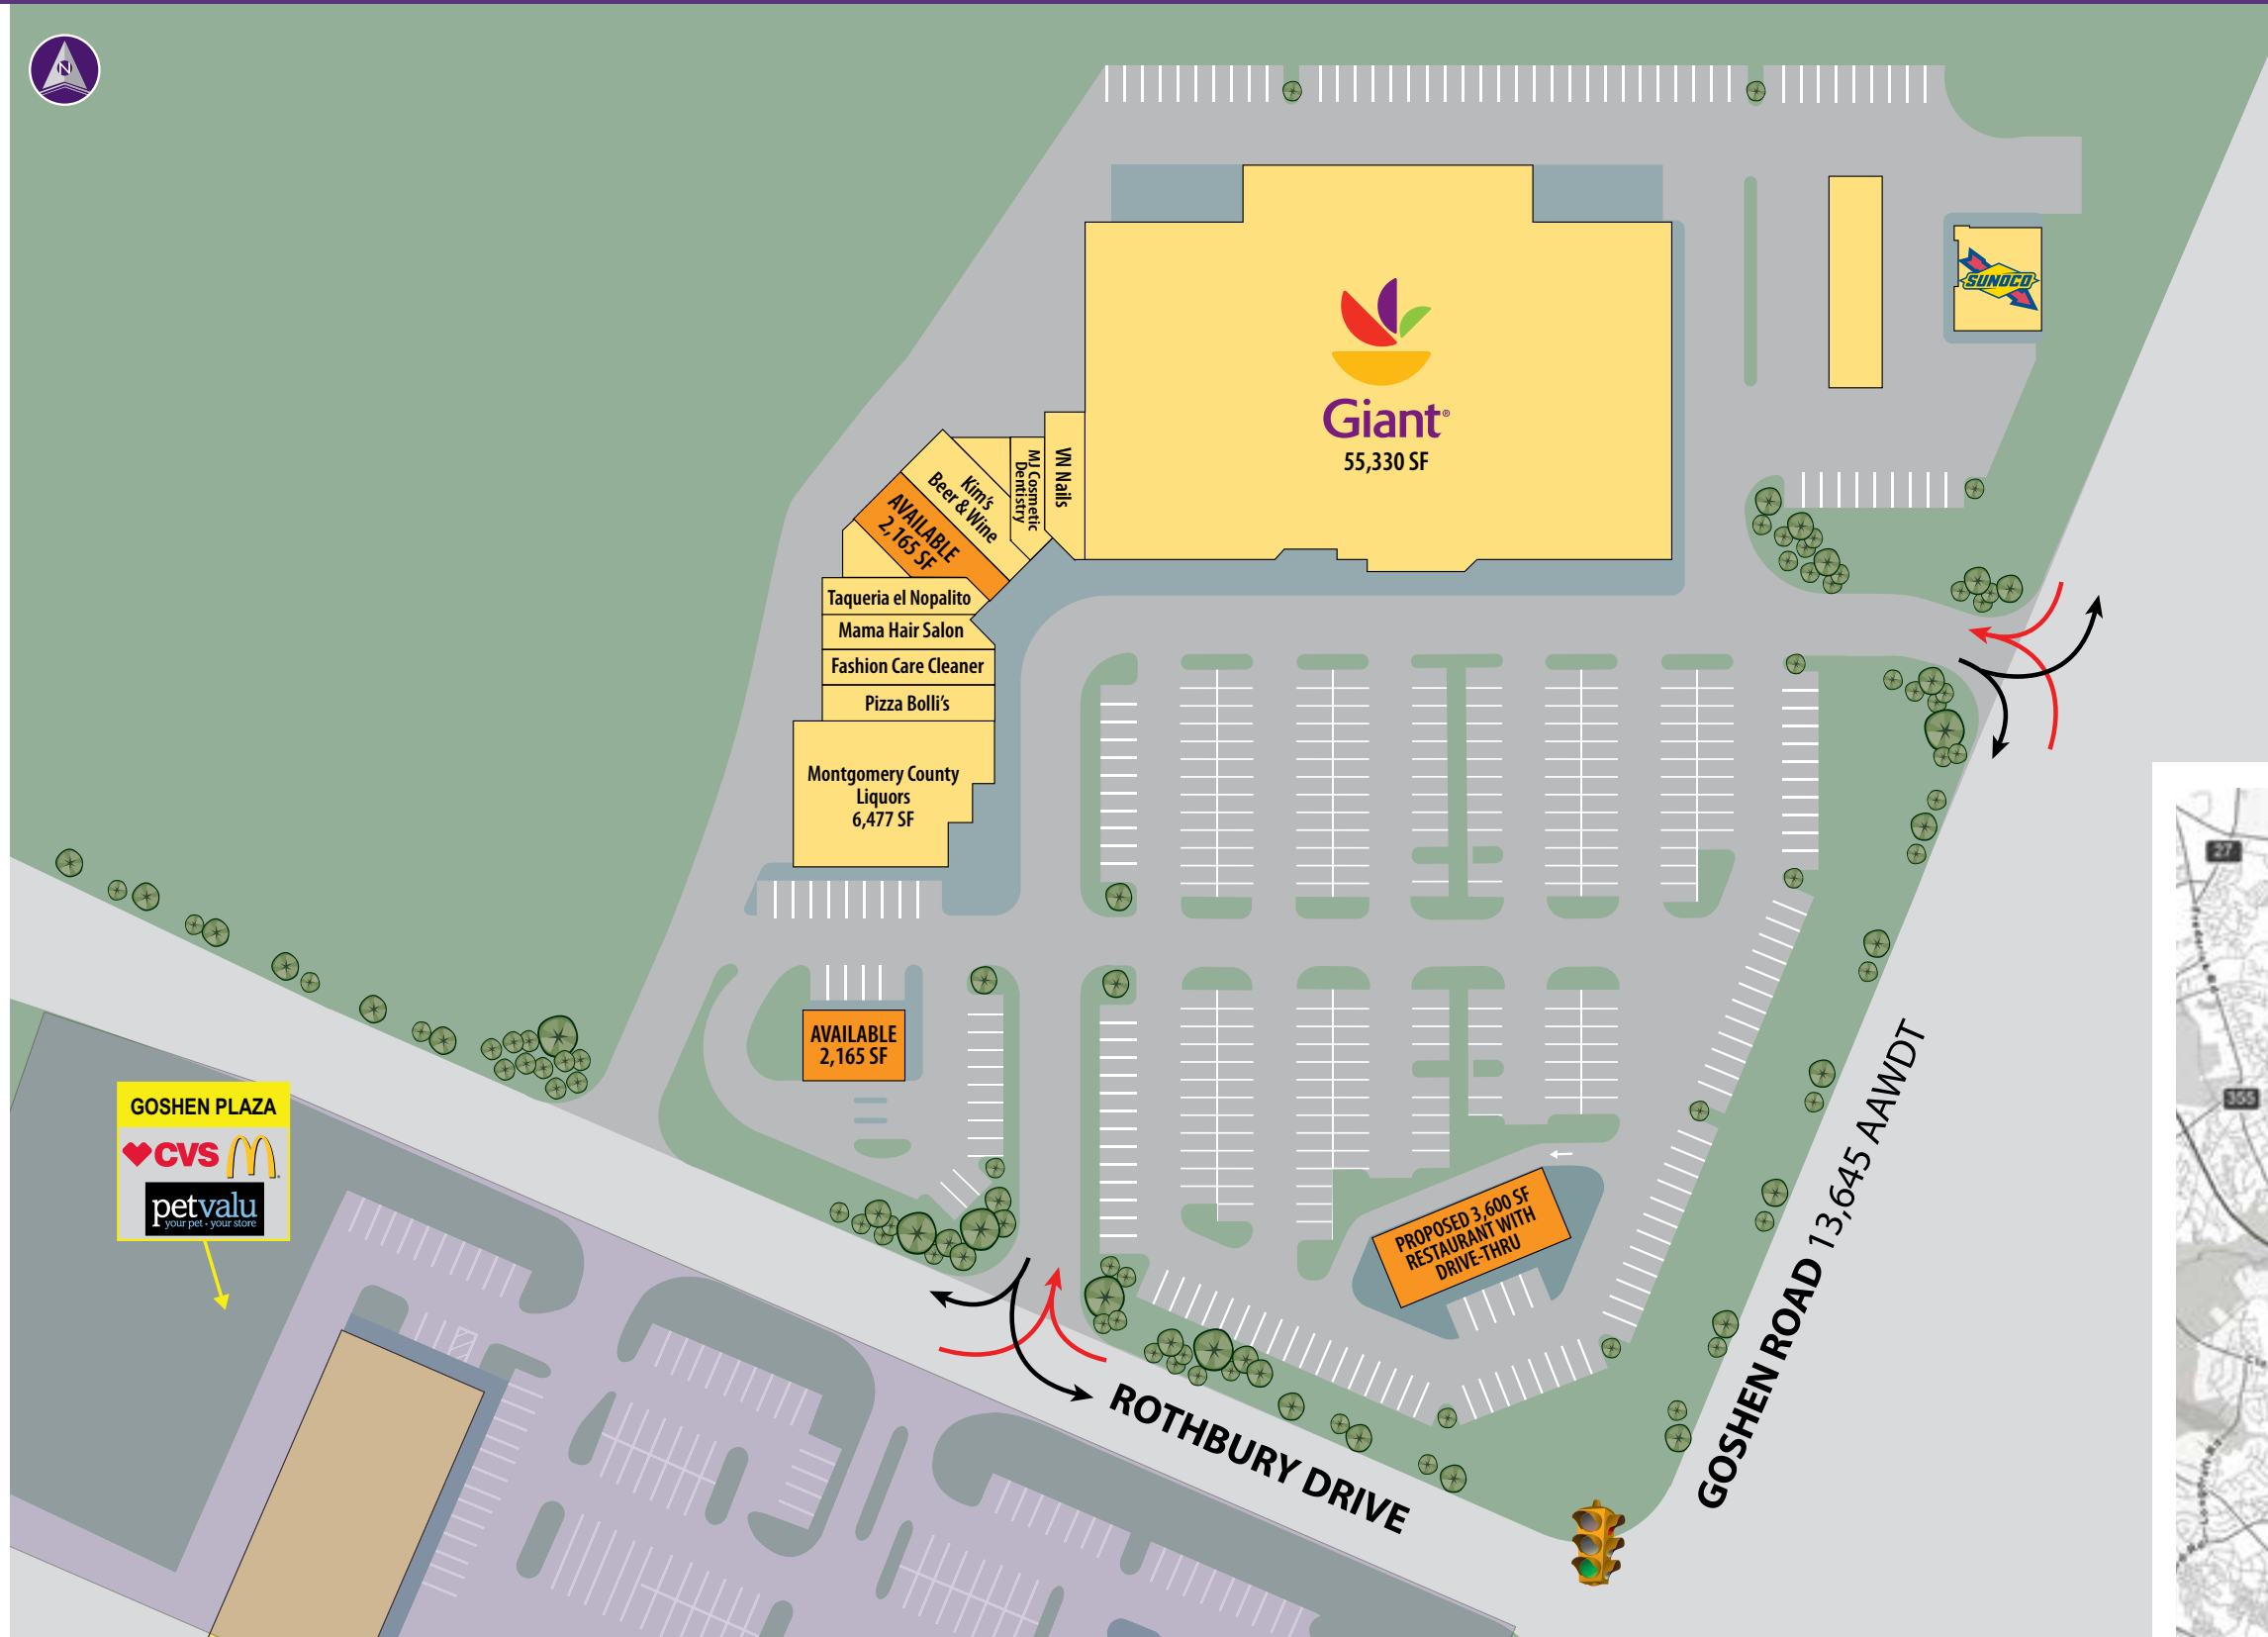 N
SUNOCO
Giant®
55,330 SF
VN Nails
MJ Cosmetic
Dentistry
Kim's
Beer & Wine
AVAILABLE
2,165 SF
Taqueria el Nopalito
Mama Hair Salon
Fashion Care Cleaner
Pizza Bolli's
Montgomery County
Liquors
6,477 SF
AVAILABLE
2,165 SF
PROPOSED 3,600 SF
RESTAURANT WITH
DRIVE-THRU
GOSHEN PLAZA
CVS
petvalu
your pet • your store
ROTHBURY DRIVE
GOSHEN ROAD 13,645 AAWDT
27
355